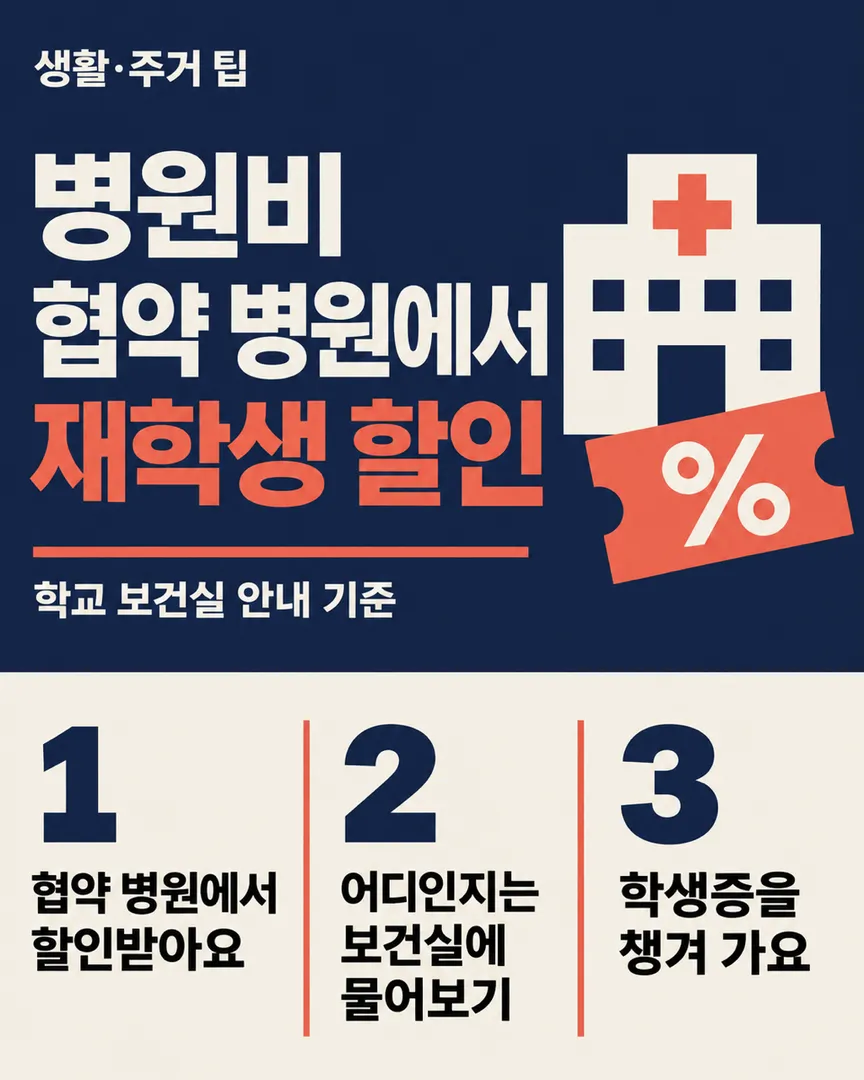 생활·주거 팁
병원비
협약 병원에서
재학생 할인
%
학교 보건실 안내 기준
1
협약 병원에서
할인받아요
2
어디인지는
보건실에
물어보기
3
학생증을
챙겨 가요